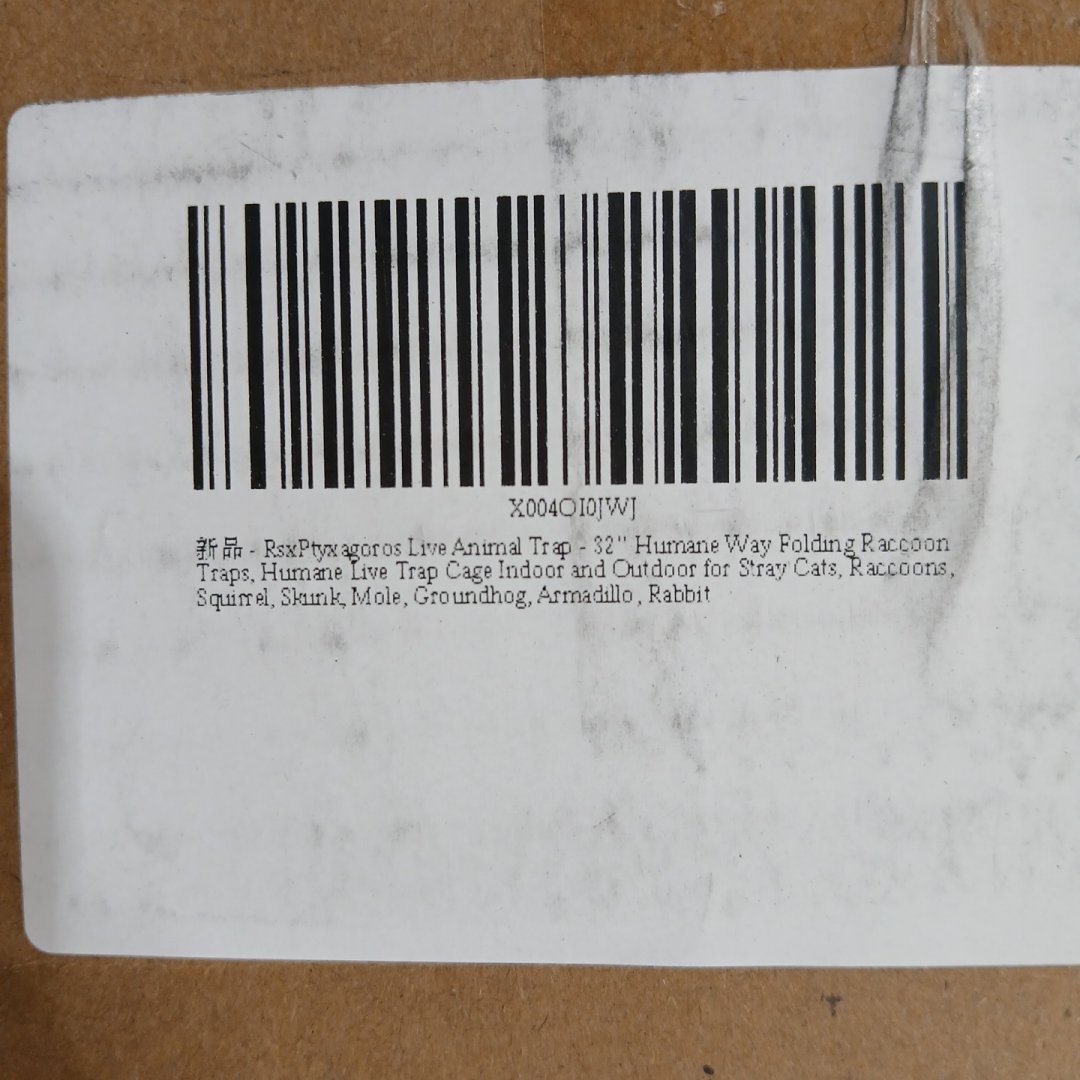 X004OI0JWJ
新品 - RsxPtyxagoros Live Animal Trap - 32" Humane Way Folding Raccoon
Traps, Humane Live Trap Cage Indoor and Outdoor for Stray Cats, Raccoons,
Squirrel, Skunk, Mole, Groundhog, Armadillo, Rabbit